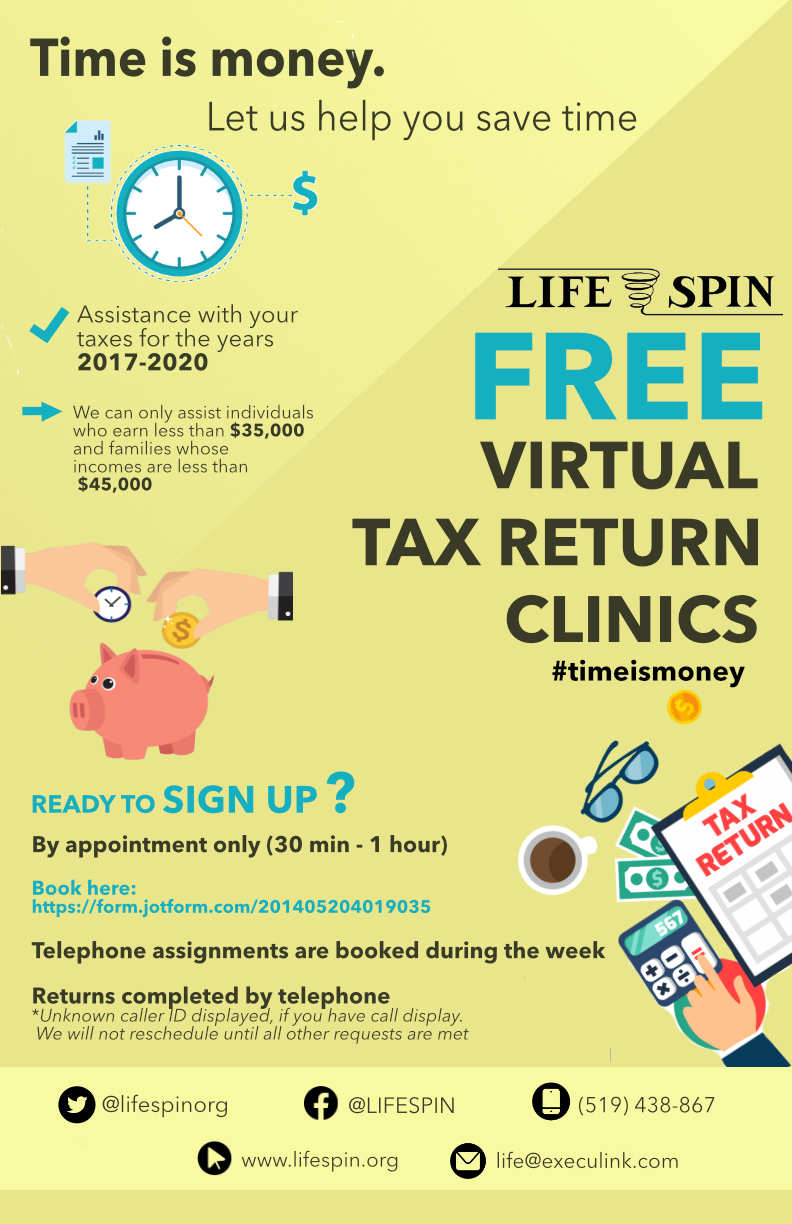 Time is money.
Let us help you save time
$
Assistance with your
taxes for the years
2017-2020
We can only assist individuals
who earn less than $35,000
and families whose
incomes are less than
$45,000
LIFE SPIN
FREE
VIRTUAL
TAX RETURN
CLINICS
#timeismoney
$
$
READY TO SIGN UP ?
By appointment only (30 min - 1 hour)
Book here:
https://form.jotform.com/201405204019035
Telephone assignments are booked during the week
Returns completed by telephone
*Unknown caller ID displayed, if you have call display.
We will not reschedule until all other requests are met
TAX
RETURN
$
$
567
@lifespinorg
@LIFESPIN
(519) 438-867
www.lifespin.org
life@execulink.com